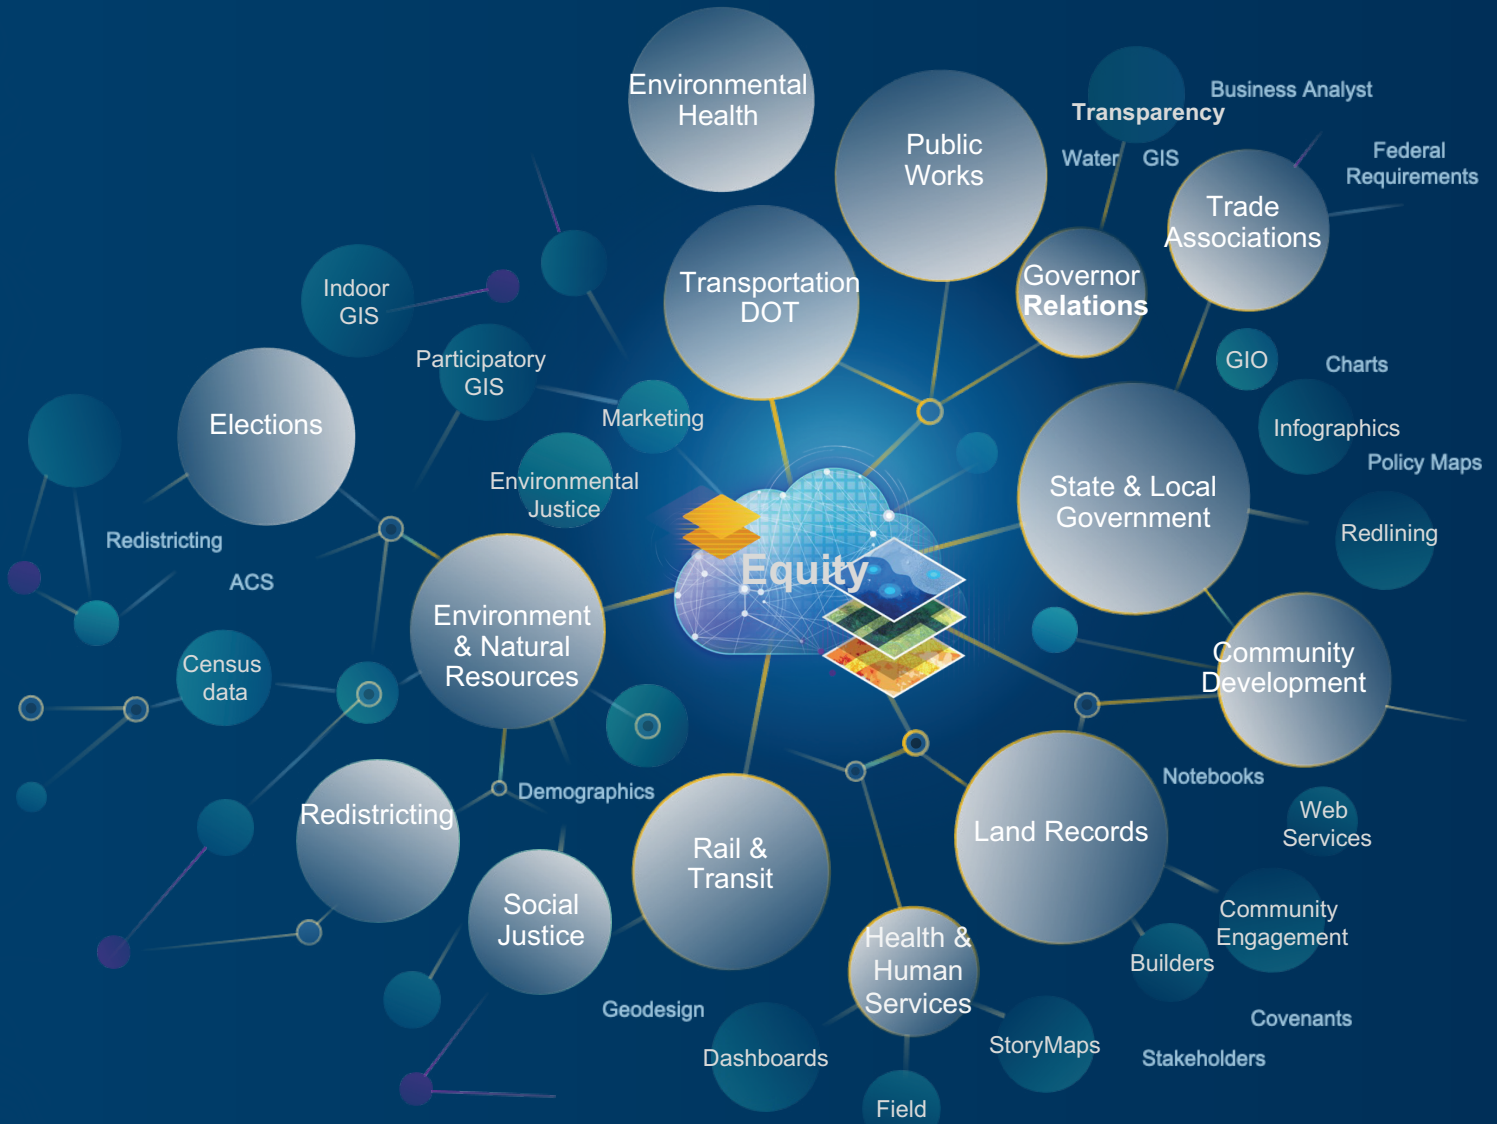 Environmental
Health
Public
Works
Transparency
Business Analyst
Water
GIS
Federal
Requirements
Trade
Associations
Transportation
DOT
Governor
Relations
Indoor
GIS
Participatory
GIS
GIO
Charts
Elections
Marketing
Infographics
Policy Maps
Environmental
Justice
State & Local
Government
Redlining
Redistricting
ACS
Equity
Environment
& Natural
Resources
Census
data
Community
Development
Redistricting
Demographics
Notebooks
Web
Services
Land Records
Rail &
Transit
Social
Justice
Health &
Human
Services
Community
Engagement
Builders
Geodesign
Covenants
Dashboards
StoryMaps
Stakeholders
Field